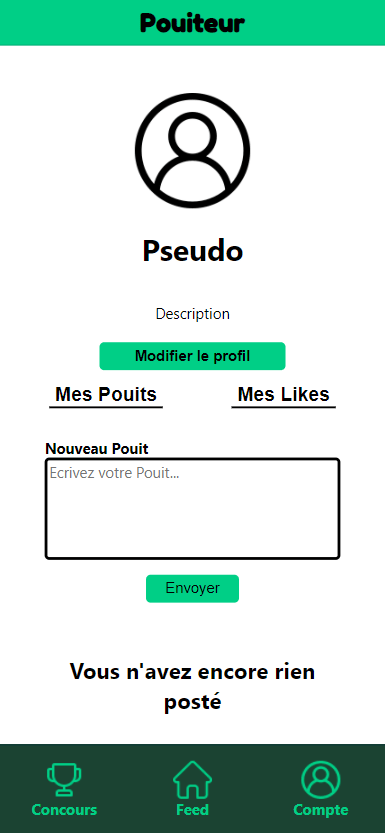 Pouiteur
Pseudo
Description
Modifier le profil
Mes Pouits
Mes Likes
Nouveau Pouit
Ecrivez votre Pouit...
Envoyer
Vous n'avez encore rien
posté
Concours
Feed
Compte